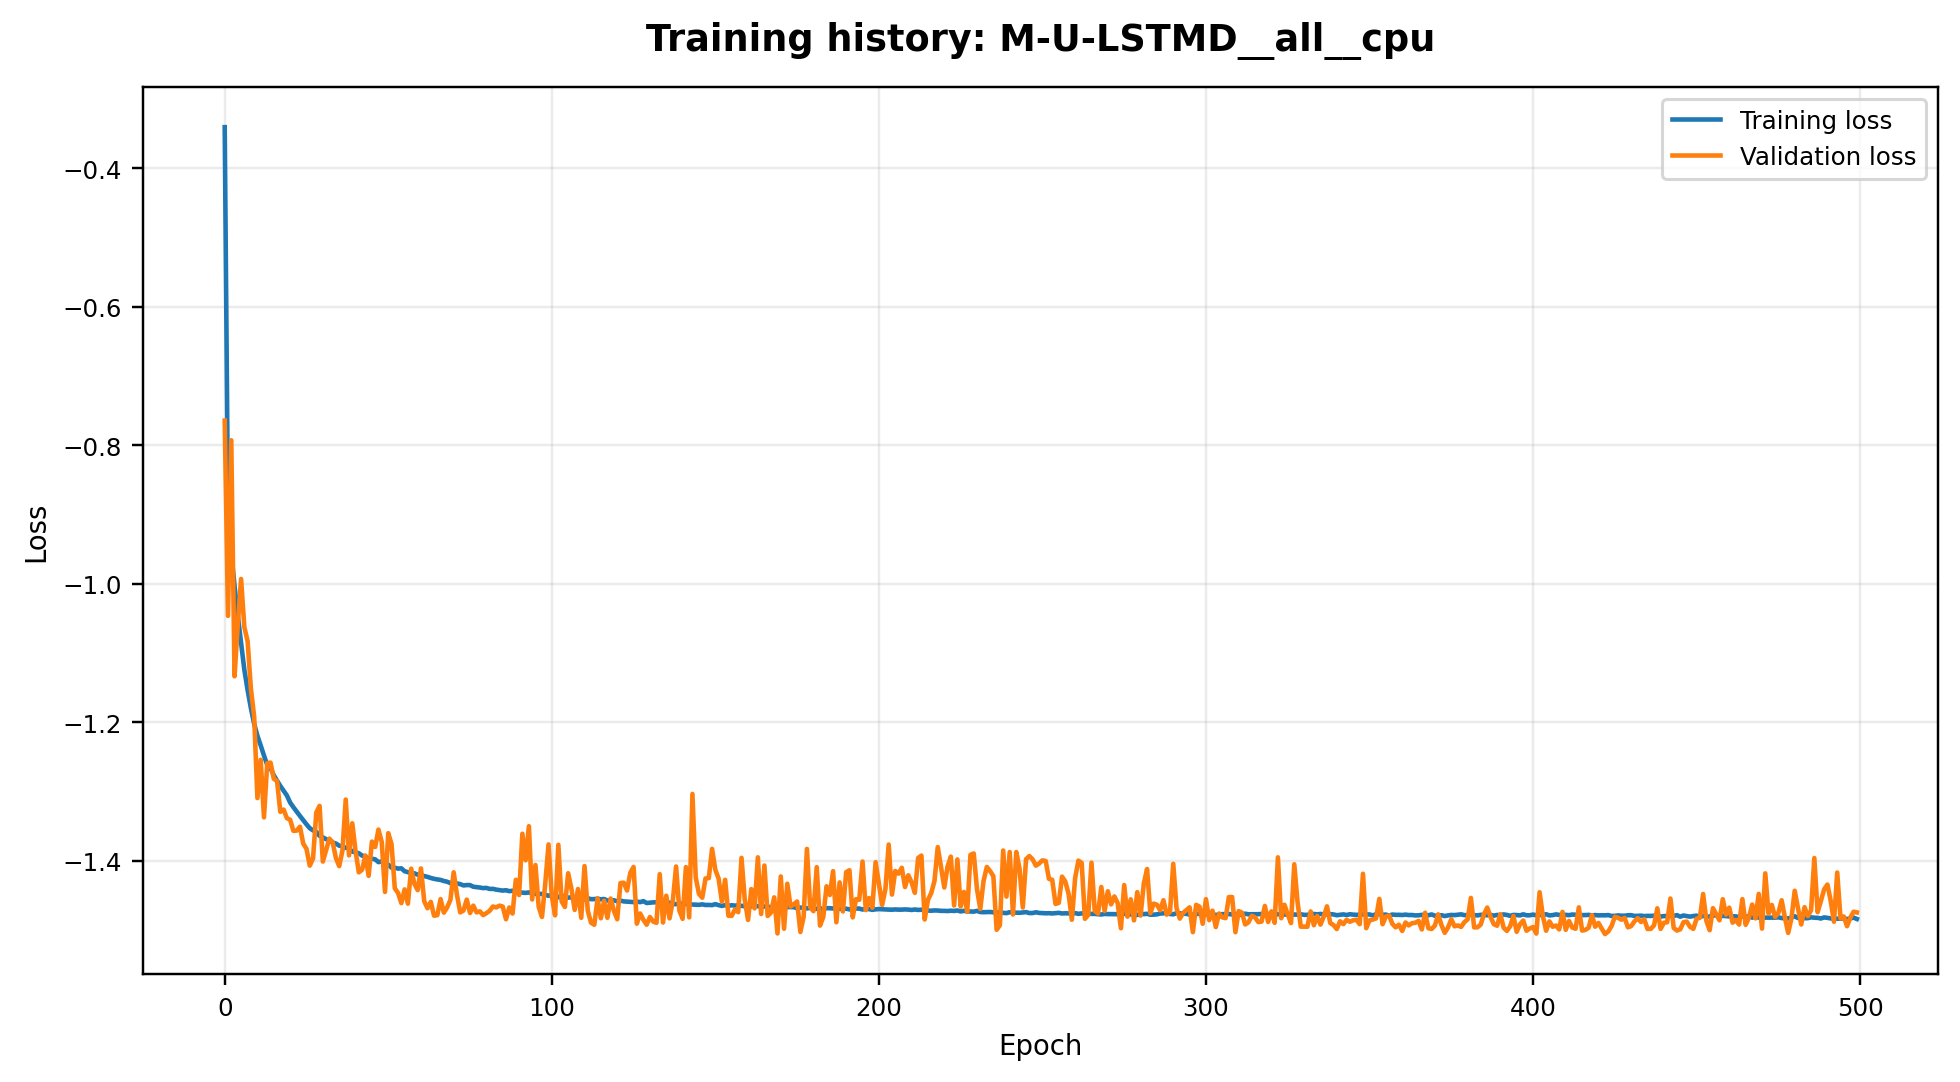 Training history: M-U-LSTMD__all__cpu
Training loss
Validation loss
Loss
−0.4
−0.6
−0.8
−1.0
−1.2
−1.4
0 100 200 300 400 500
Epoch